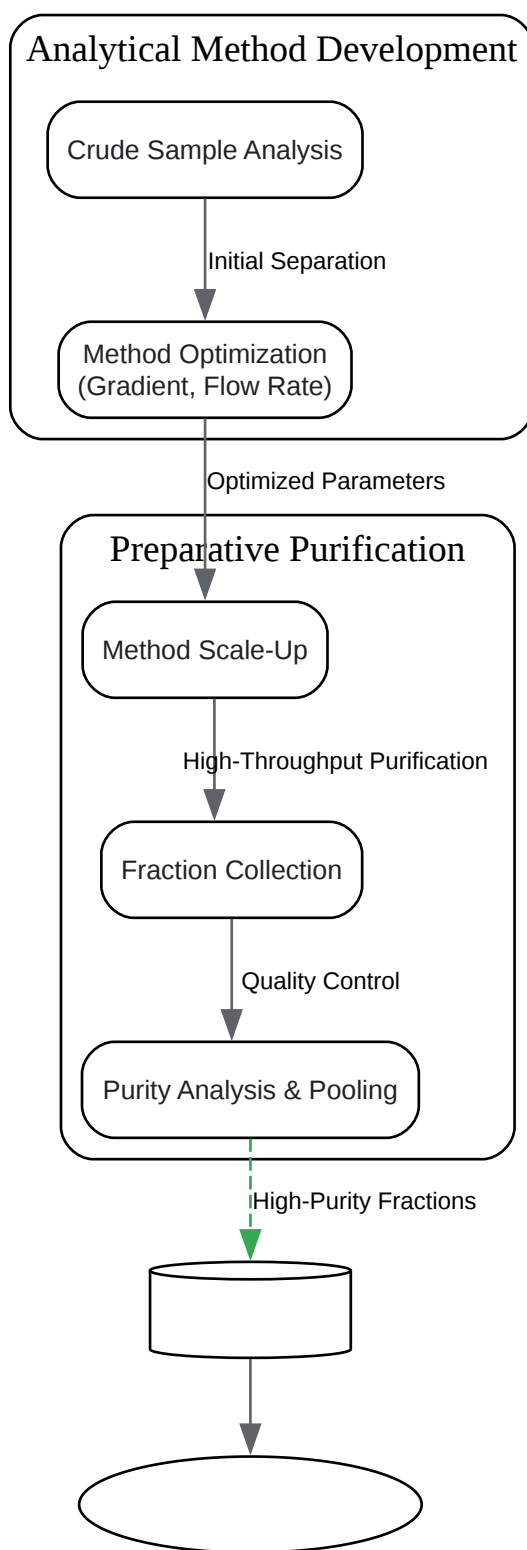 Analytical Method Development
Crude Sample Analysis
Initial Separation
Method Optimization
(Gradient, Flow Rate)
Optimized Parameters
Preparative Purification
Method Scale-Up
High-Throughput Purification
Fraction Collection
Quality Control
Purity Analysis & Pooling
High-Purity Fractions